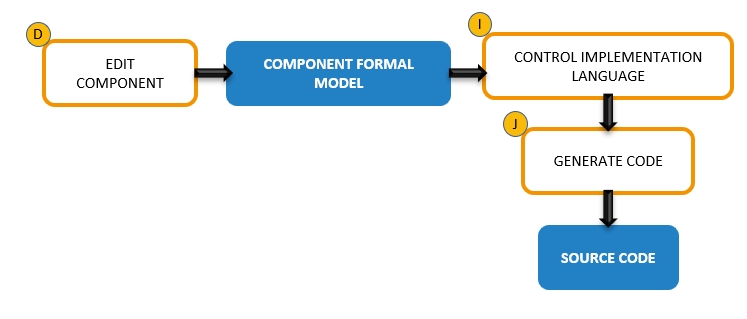 D
EDIT
COMPONENT
COMPONENT FORMAL
MODEL
I
CONTROL IMPLEMENTATION
LANGUAGE
J
GENERATE CODE
SOURCE CODE